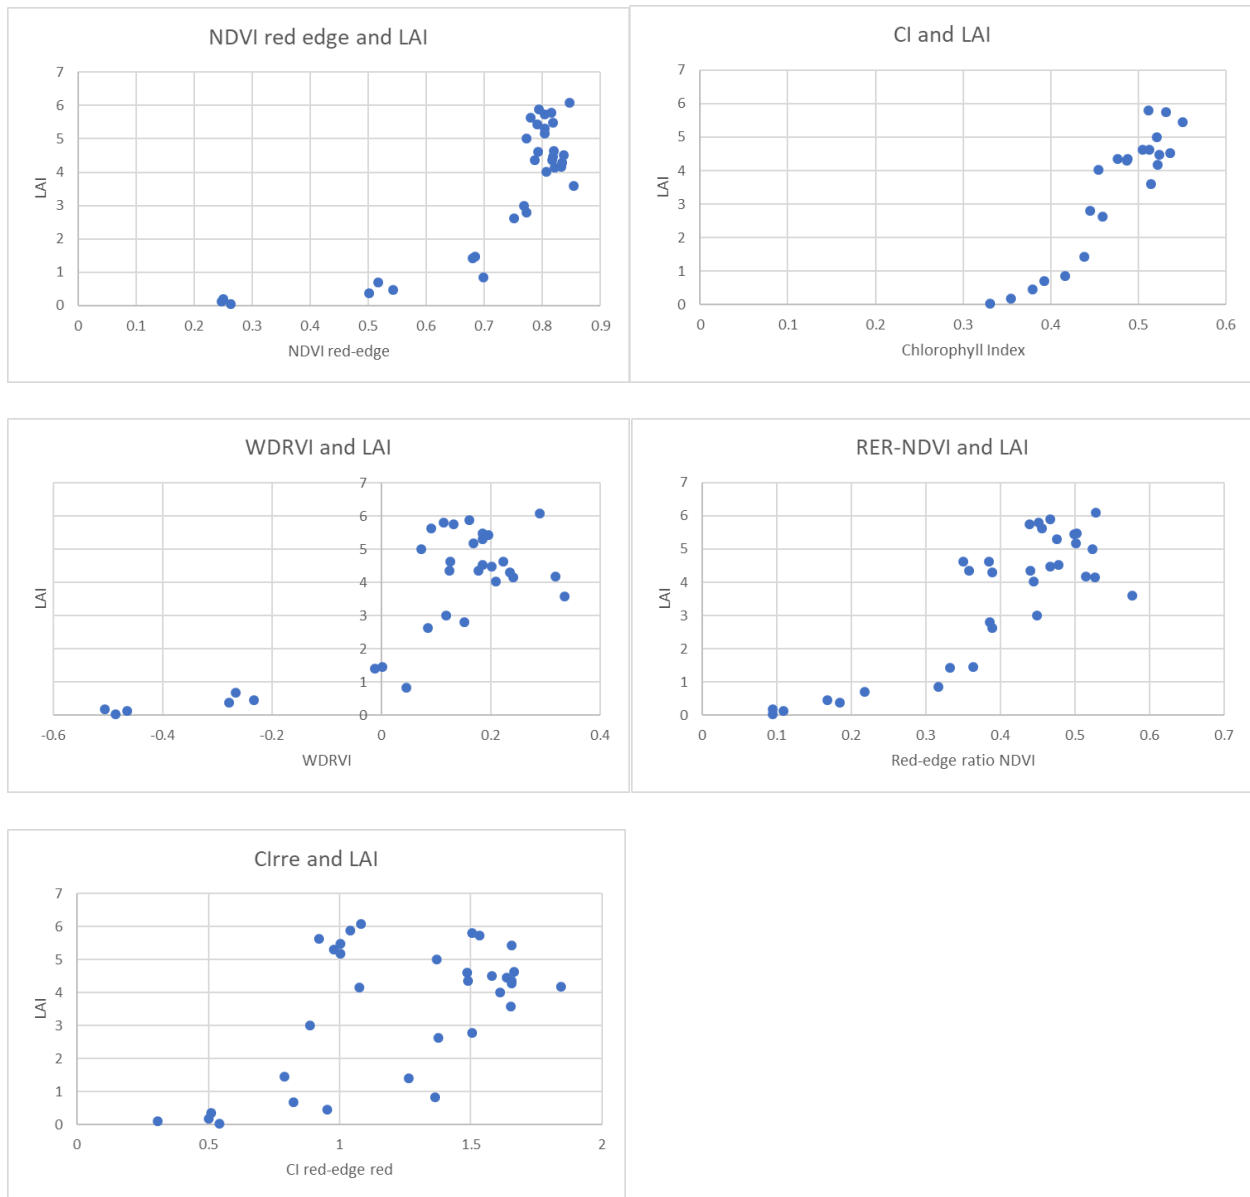 NDVI red edge and LAI
7
6
5
4
3
2
1
0
LAI
0 0.1 0.2 0.3 0.4 0.5 0.6 0.7 0.8 0.9
NDVI red-edge
CI and LAI
7
6
5
4
3
2
1
0
LAI
0 0.1 0.2 0.3 0.4 0.5 0.6
Chlorophyll Index
WDRVI and LAI
7
6
5
4
3
2
1
0
LAI
-0.6 -0.4 -0.2 0 0.2 0.4
WDRVI
RER-NDVI and LAI
7
6
5
4
3
2
1
0
LAI
0 0.1 0.2 0.3 0.4 0.5 0.6 0.7
Red-edge ratio NDVI
CIrre and LAI
7
6
5
4
3
2
1
0
LAI
0 0.5 1 1.5 2
CI red-edge red